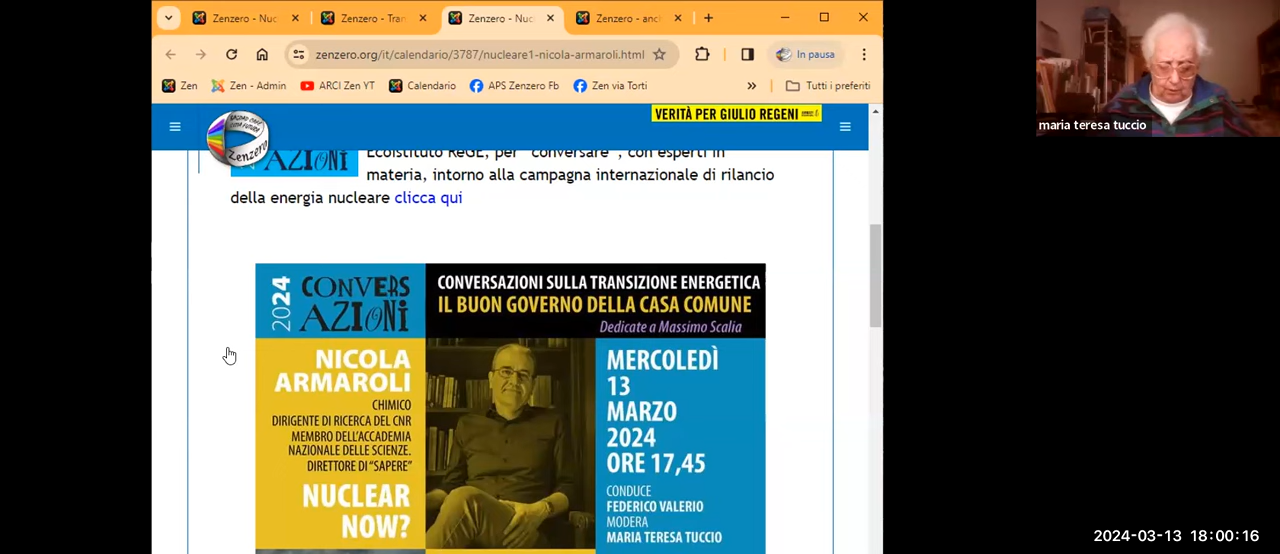 Zenzero - Nuc
Zenzero - Tran
Zenzero - Nuc
Zenzero - anc
zenzero.org/it/calendario/3787/nucleare1-nicola-armaroli.html
In pausa
Zen
Zen - Admin
ARCI Zen YT
Calendario
APS Zenzero Fb
Zen via Torti
Tutti i preferiti
VERITÀ PER GIULIO REGENI
Zenzero
AZIONI
Ecoistituto ReGE, per "conversare", con esperti in
materia, intorno alla campagna internazionale di rilancio
della energia nucleare clicca qui
2024
CONVERS
AZIONI
CONVERSAZIONI SULLA TRANSIZIONE ENERGETICA
IL BUON GOVERNO DELLA CASA COMUNE
Dedicate a Massimo Scalia
NICOLA
ARMAROLI
CHIMICO
DIRIGENTE DI RICERCA DEL CNR
MEMBRO DELL'ACCADEMIA
NAZIONALE DELLE SCIENZE.
DIRETTORE DI "SAPERE"
NUCLEAR
NOW?
MERCOLEDÌ
13
MARZO
2024
ORE 17,45
CONDUCE
FEDERICO VALERIO
MODERA
MARIA TERESA TUCCIO
maria teresa tuccio
2024-03-13 18:00:16